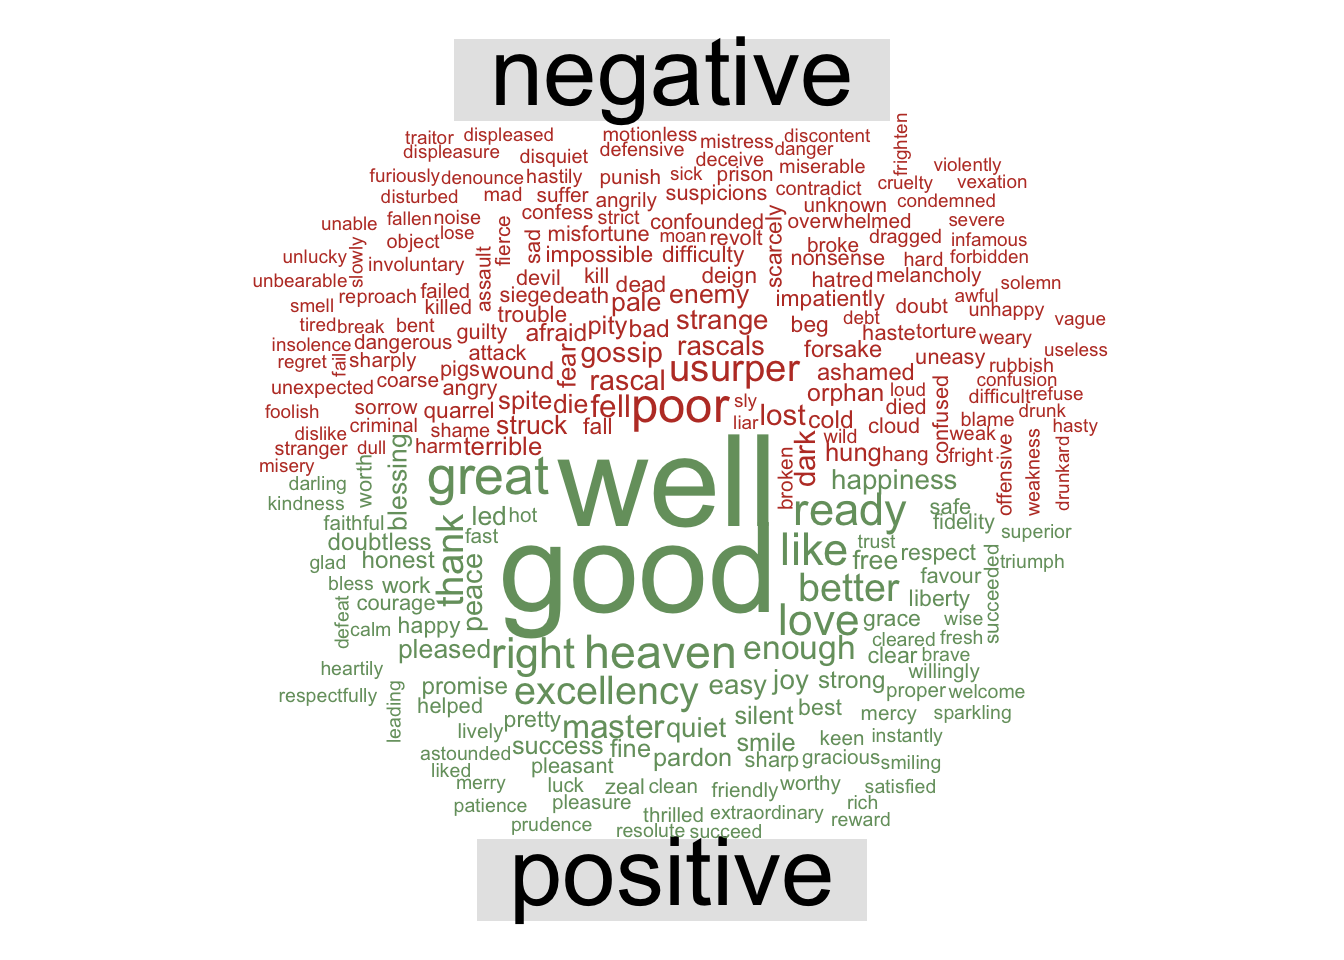 negative
traitor displeased motionless mistress discontent frighten
displeasure disquiet defensive deceive danger violently
furiously denounce hastily punish sick prison miserable cruelty vexation
disturbed mad suffer angrily suspicions contradict unknown condemned
unable fallen noise confess strict confounded scarcely overwhelmed severe
unlucky slowly object lose fierce sad misfortune moan revolt broke dragged infamous
unbearable involuntary assault impossible difficulty nonsense hard forbidden
smell reproach failed devil kill dead deign hatred melancholy solemn
killed siege death pale enemy impatiently doubt awful unhappy
tired break bent trouble pity bad strange beg debt haste torture vague
insolence dangerous guilty afraid gossip rascals forsake weary useless
regret fail sharply attack fear usurper ashamed uneasy rubbish
unexpected coarse pigs wound rascal orphan loud confused confusion
foolish sorrow angry spite die fell poor sly lost cold died difficult refuse
dislike criminal quarrel struck fall liar cloud blame drunk
stranger dull shame harm terrible dark wild hung hang weak hasty
misery broken fright offensive weakness drunkard
darling worth blessing great well happiness
kindness led hot ready safe
faithful thank fast fidelity superior
doubtless good like trust respect triumph
glad honest peace free favour succeeded
bless work better liberty
defeat courage love grace wise
calm happy cleared fresh
pleased right heaven enough clear brave
heartily willingly
respectfully leading promise excellency easy joy strong proper welcome
helped pretty master quiet silent best mercy sparkling
lively success fine smile keen instantly
astounded pleasant pardon sharp gracious smiling
liked merry luck zeal clean friendly worthy satisfied
patience pleasure thrilled extraordinary rich
prudence resolute succeed reward
positive